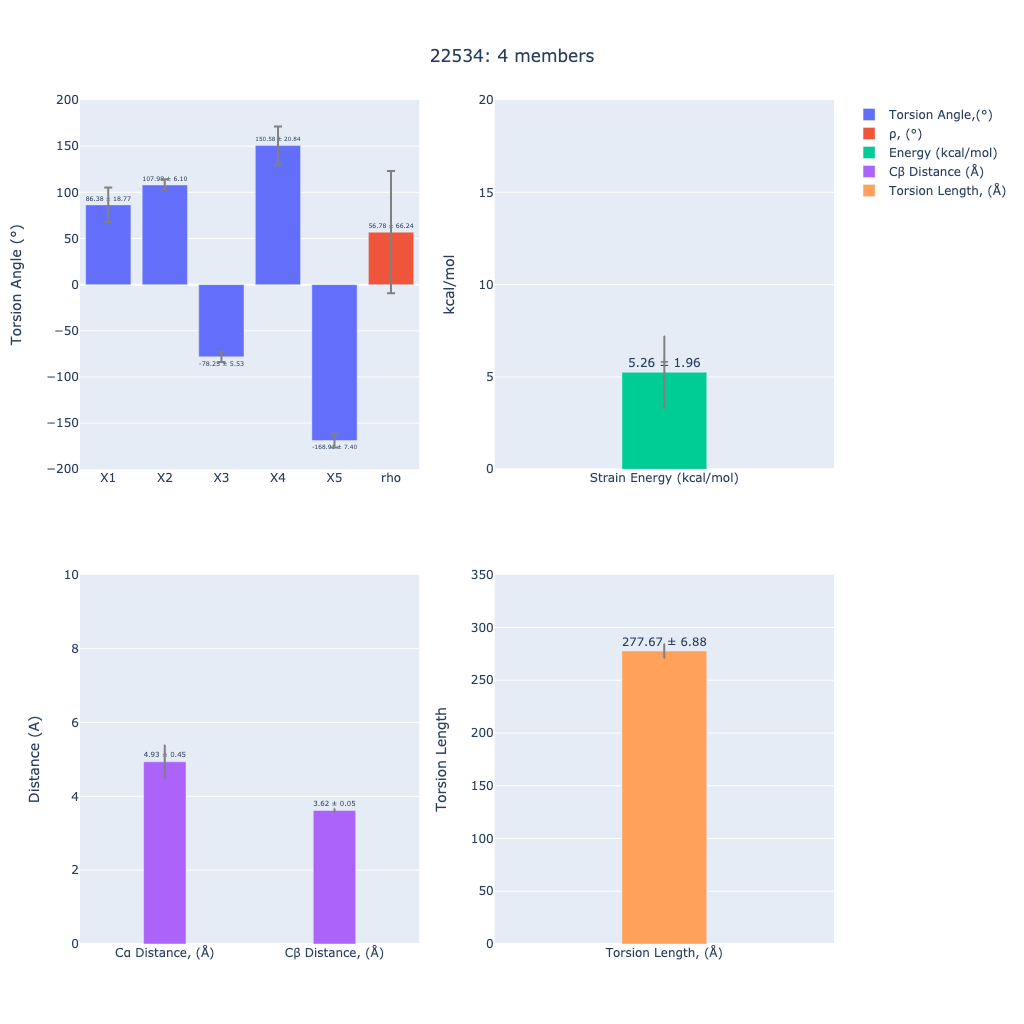 22534: 4 members
Torsion Angle (°)
200
150
100
50
0
−50
−100
−150
−200
86.38 ± 18.77
107.98 ± 6.10
-78.25 ± 5.53
150.58 ± 20.84
± 7.40
56.78 ± 66.24
X1
X2
X3
X4
X5
rho
kcal/mol
20
15
10
5
0
5.26 ± 1.96
Strain Energy (kcal/mol)
Torsion Angle,(°)
ρ, (°)
Energy (kcal/mol)
Cβ Distance (Å)
Torsion Length, (Å)
Distance (A)
10
8
6
4
2
0
4.93 ± 0.45
3.62 ± 0.05
Cα Distance, (Å)
Cβ Distance, (Å)
Torsion Length
350
300
250
200
150
100
50
0
277.67 ± 6.88
Torsion Length, (Å)